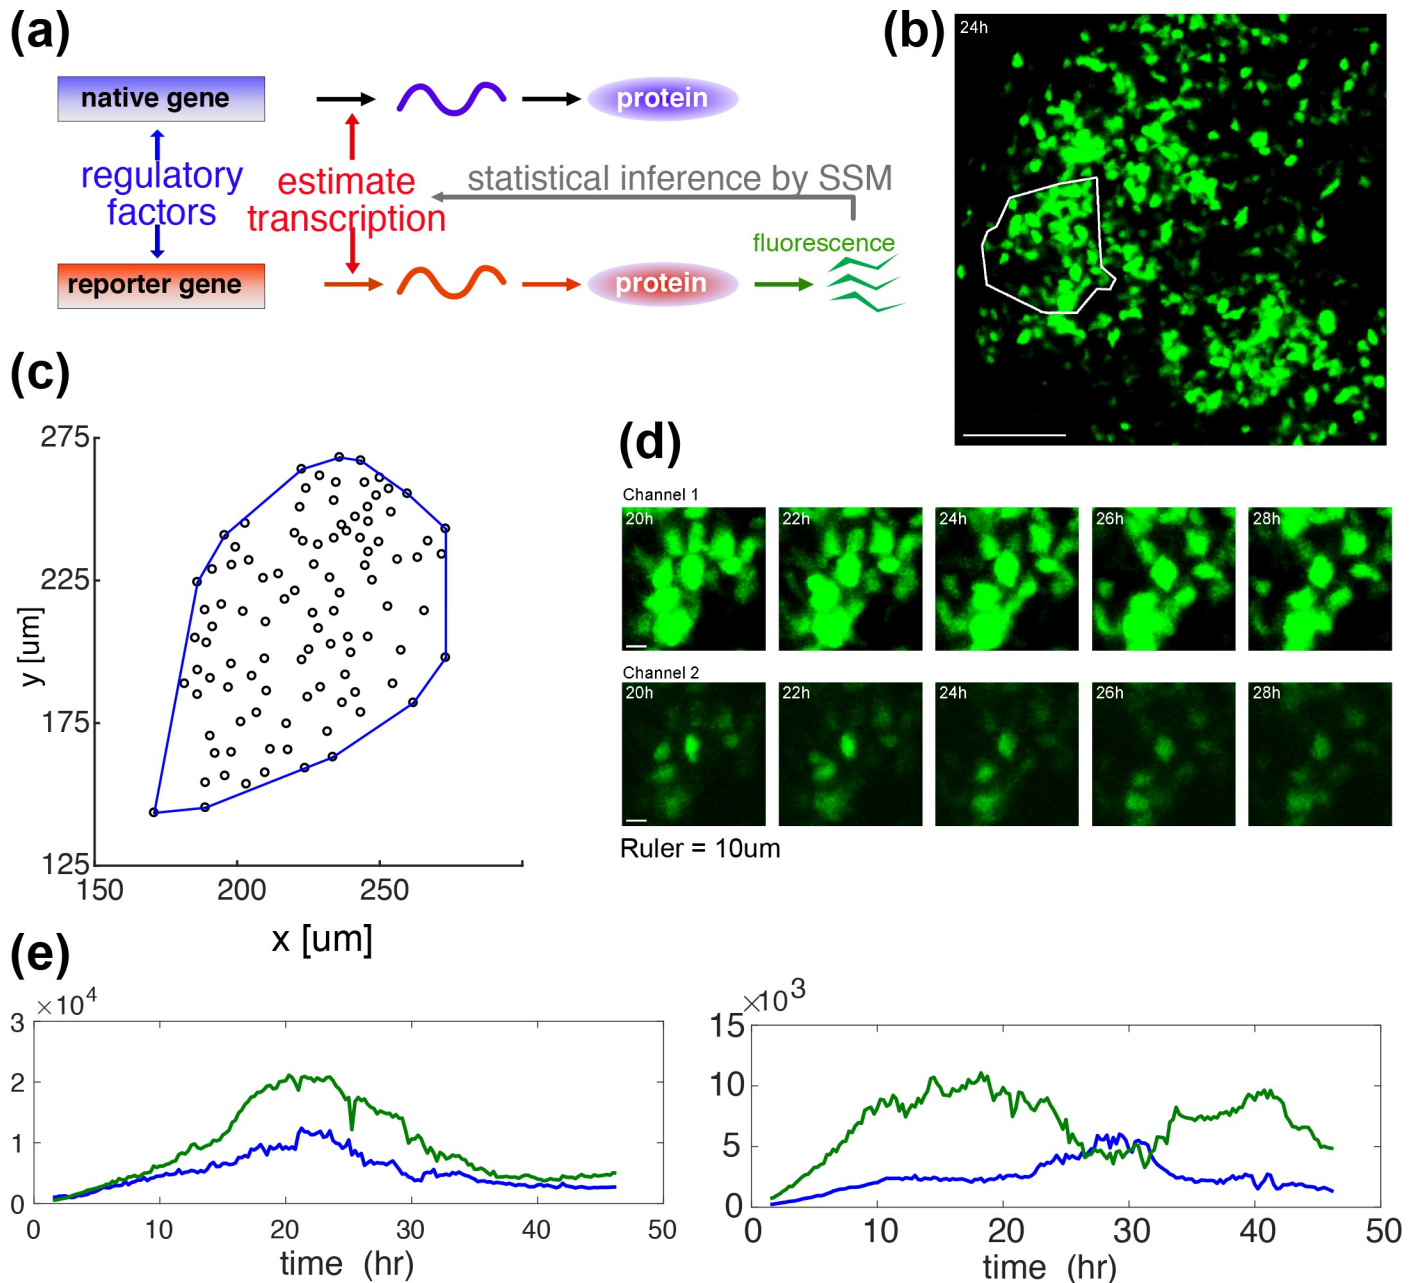 (a)
native gene
protein
regulatory
factors
estimate
transcription
statistical inference by SSM
fluorescence
reporter gene
protein
(b)
24h
(c)
275
225
175
125
150
200
250
y [um]
x [um]
(d)
Channel 1
20h
22h
24h
26h
28h
Channel 2
20h
22h
24h
26h
28h
Ruler = 10um
(e)
×10⁴
3
2
1
0
0
10
20
30
40
50
time (hr)
×10³
15
10
5
0
0
10
20
30
40
50
time (hr)